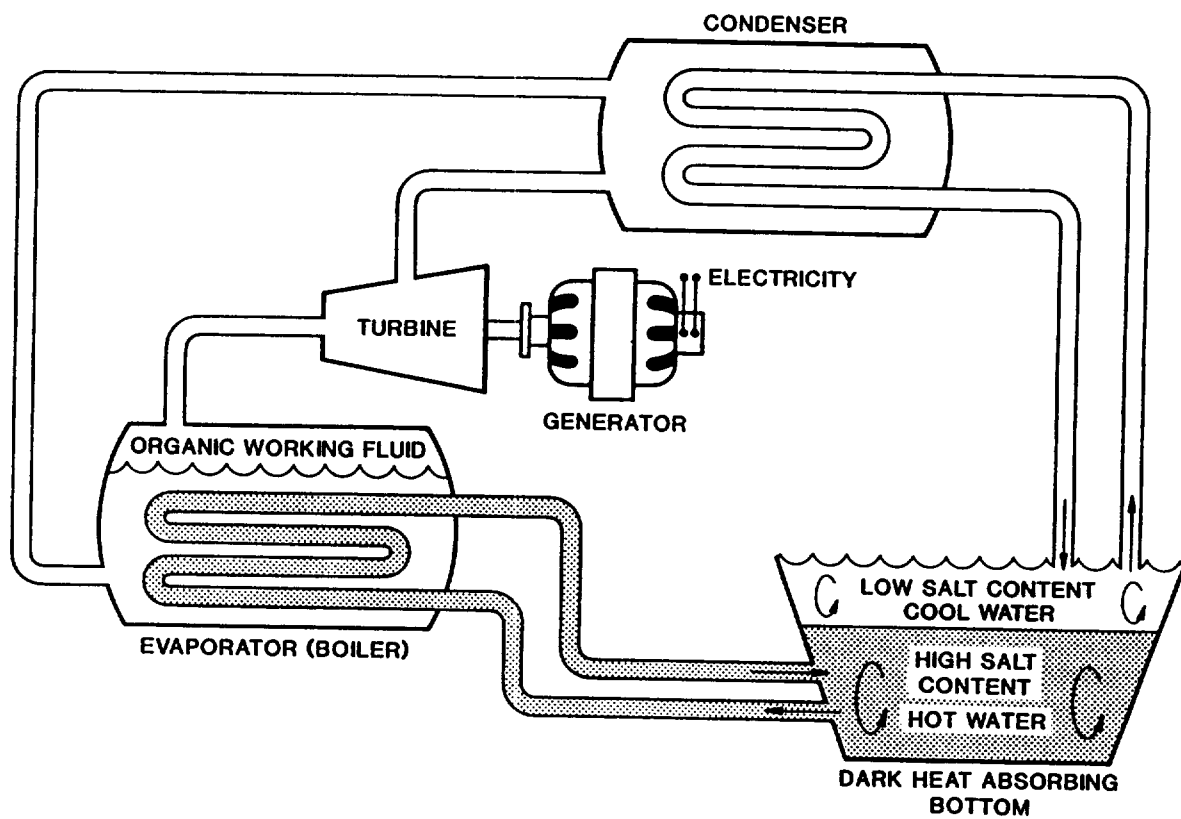 CONDENSER
ELECTRICITY
TURBINE
GENERATOR
ORGANIC WORKING FLUID
EVAPORATOR (BOILER)
LOW SALT CONTENT
COOL WATER
HIGH SALT
CONTENT
HOT WATER
DARK HEAT ABSORBING
BOTTOM